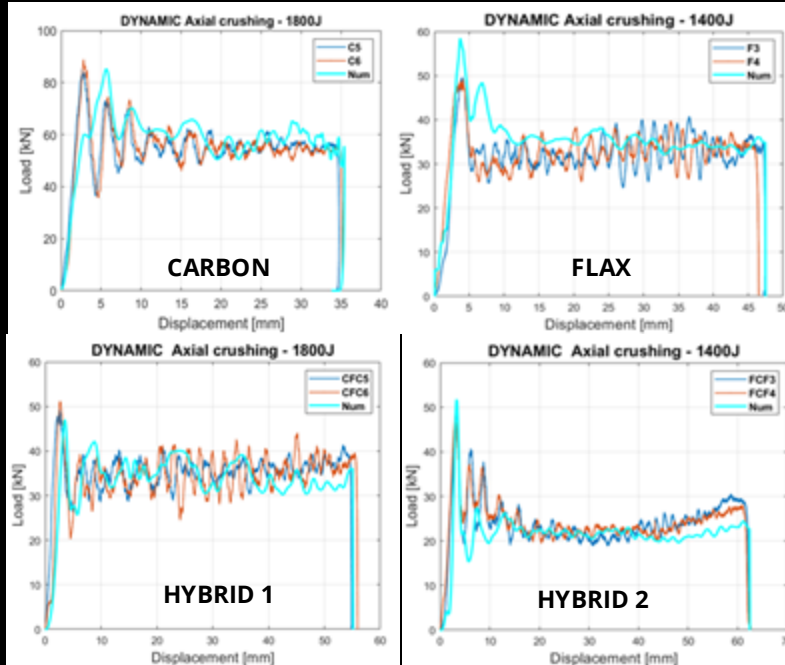 DYNAMIC Axial crushing - 1800J
100
80
60
40
20
0
Load [kN]
C5
C6
Num
CARBON
0 5 10 15 20 25 30 35 40
Displacement [mm]
DYNAMIC Axial crushing - 1400J
60
50
40
30
20
10
0
Load [kN]
F3
F4
Num
FLAX
0 5 10 15 20 25 30 35 40 45 50
Displacement [mm]
DYNAMIC Axial crushing - 1800J
60
50
40
30
20
10
0
Load [kN]
CFC5
CFC6
Num
HYBRID 1
0 10 20 30 40 50 60
Displacement [mm]
DYNAMIC Axial crushing - 1400J
60
50
40
30
20
10
0
Load [kN]
FCF3
FCF4
Num
HYBRID 2
0 10 20 30 40 50 60
Displacement [mm]